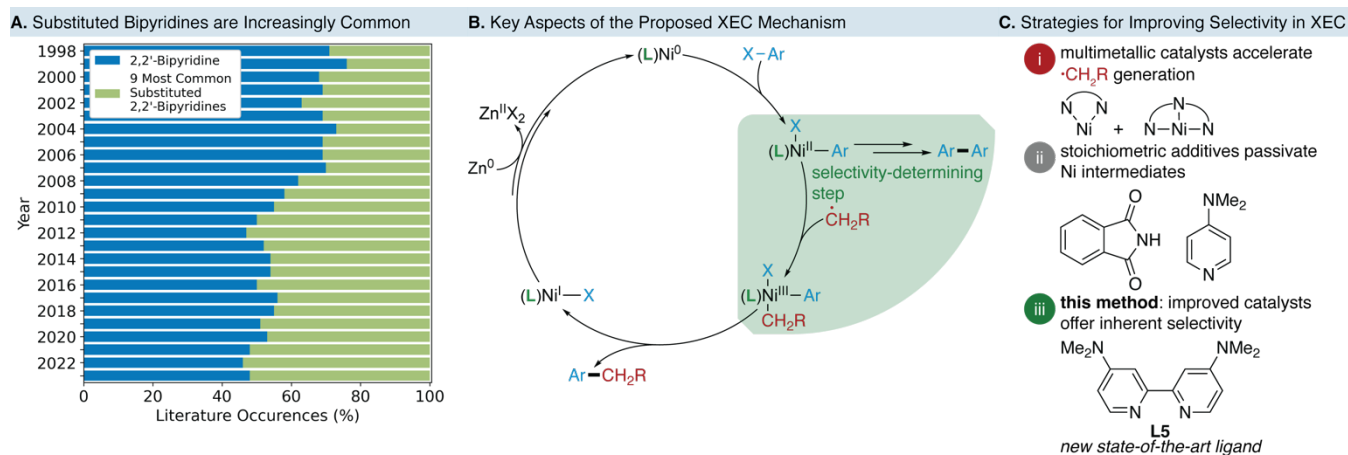 A. Substituted Bipyridines are Increasingly Common
1998
2000
2002
2004
2006
2008
2010
2012
2014
2016
2018
2020
2022
Year
2,2'-Bipyridine
9 Most Common
Substituted
2,2'-Bipyridines
0 20 40 60 80 100
Literature Occurences (%)
B. Key Aspects of the Proposed XEC Mechanism
(L)Ni⁰
X–Ar
ZnᴵᴵX₂
Zn⁰
X
(L)Niᴵᴵ Ar
Ar Ar
selectivity-determining
step
•CH₂R
X
(L)Niᴵᴵᴵ Ar
CH₂R
(L)Niᴵ X
Ar CH₂R
C. Strategies for Improving Selectivity in XEC
i multimetallic catalysts accelerate
•CH₂R generation
N N
Ni
+
N
N Ni N
ii stoichiometric additives passivate
Ni intermediates
O
NH
O
NMe₂
N
iii this method: improved catalysts
offer inherent selectivity
Me₂N NMe₂
N N
L5
new state-of-the-art ligand